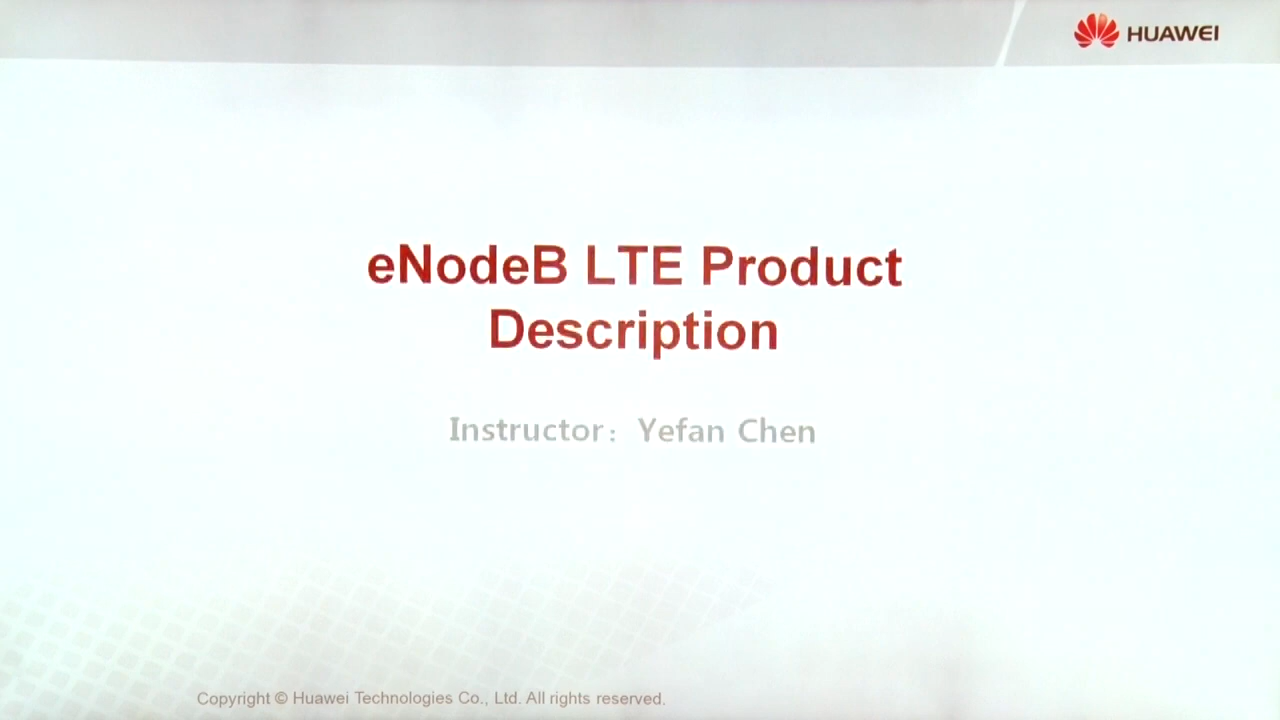 HUAWEI
eNodeB LTE Product
Description
Instructor：Yefan Chen
Copyright © Huawei Technologies Co., Ltd. All rights reserved.